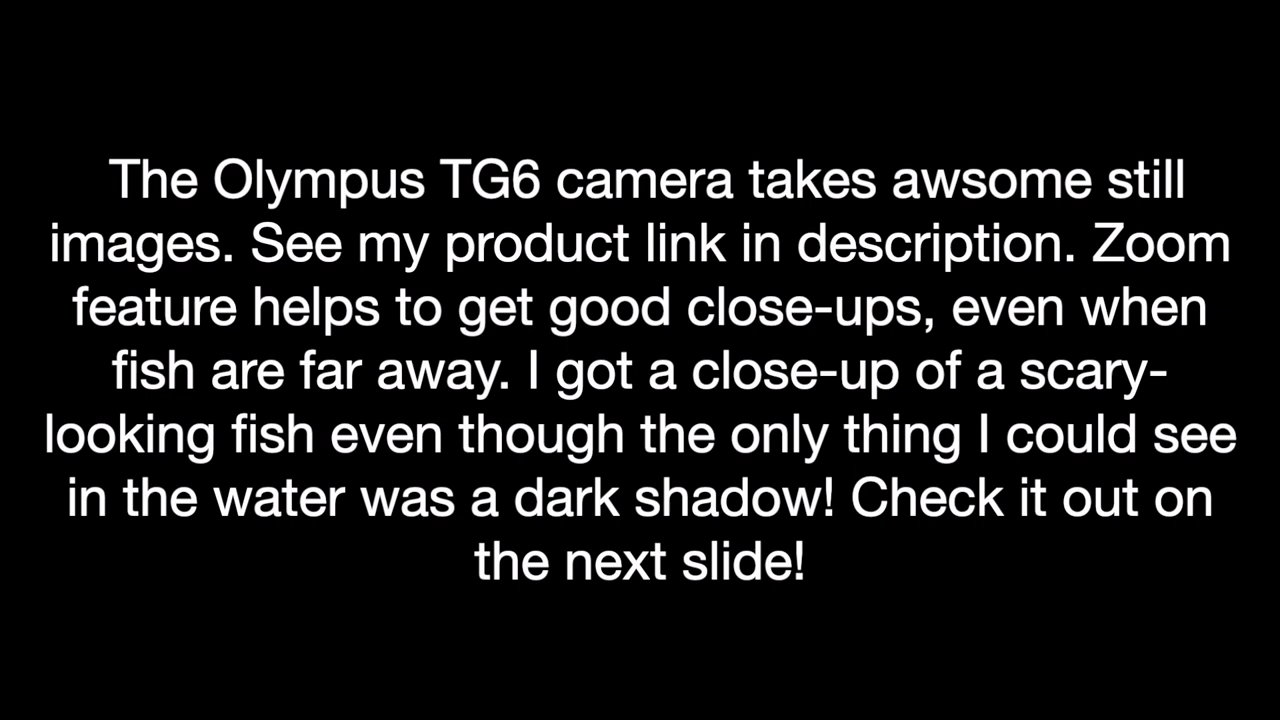 The Olympus TG6 camera takes awsome still
images. See my product link in description. Zoom
feature helps to get good close-ups, even when
fish are far away. I got a close-up of a scary-
looking fish even though the only thing I could see
in the water was a dark shadow! Check it out on
the next slide!